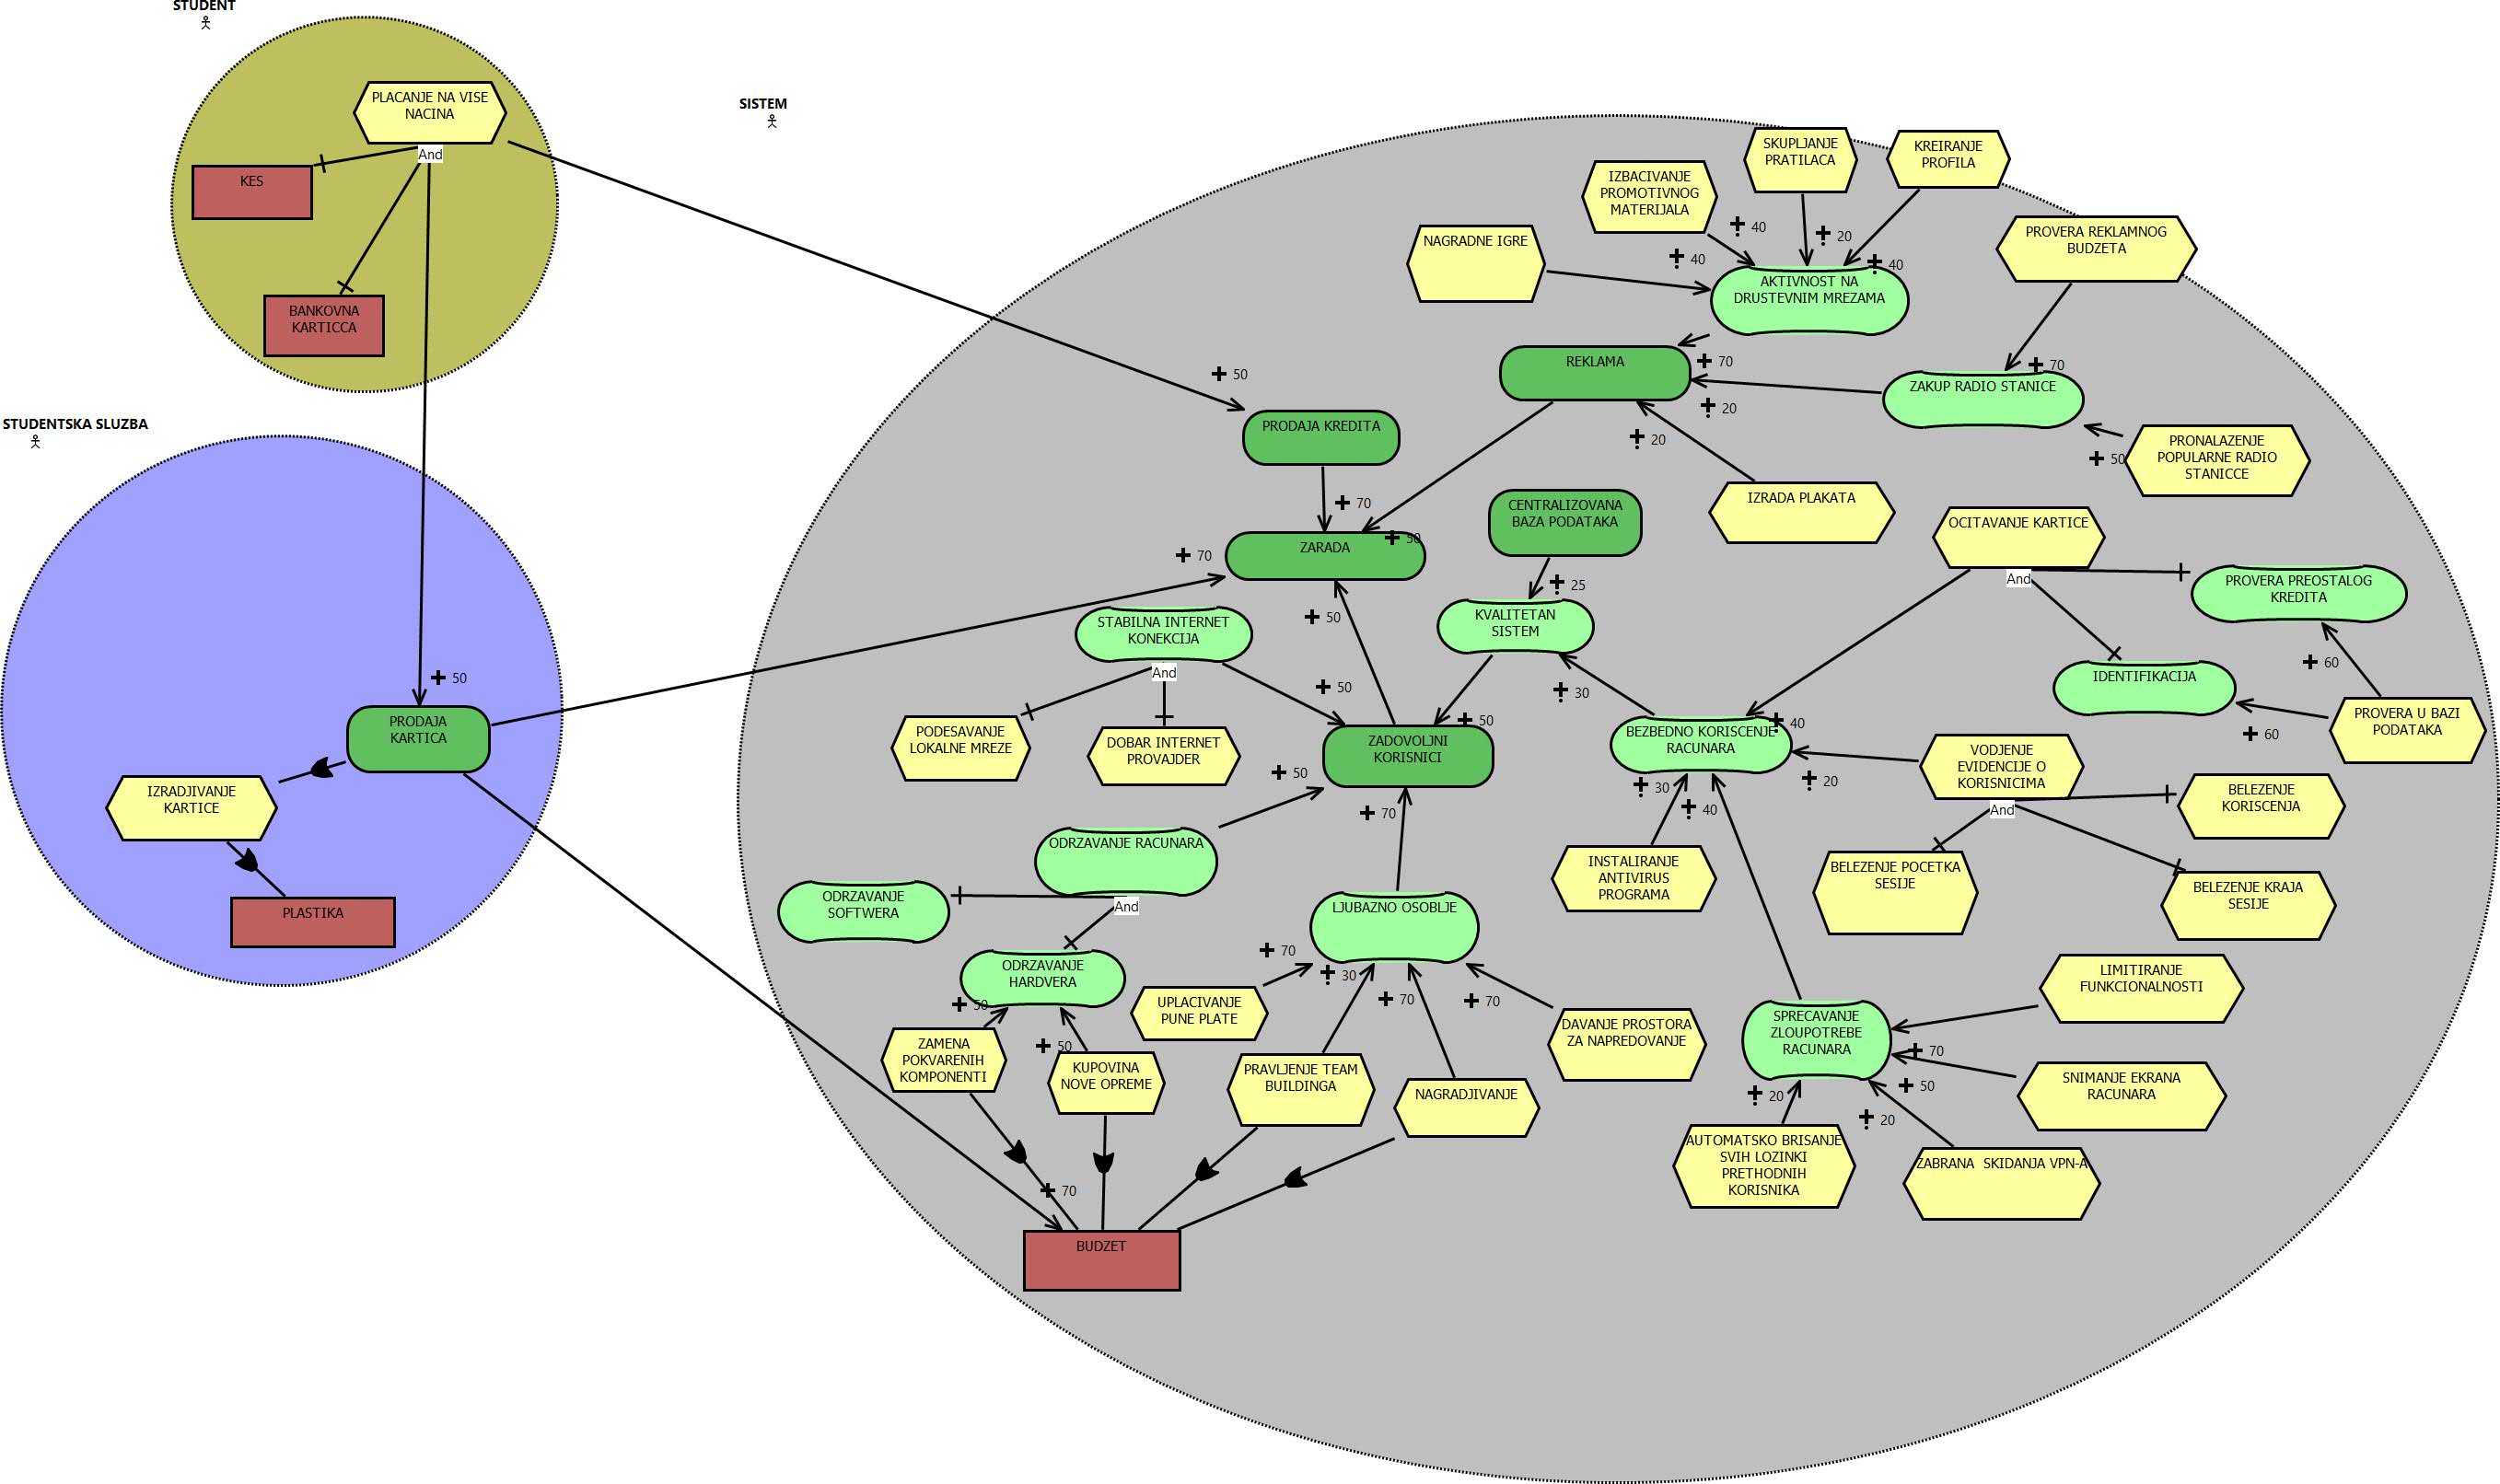 STUDENT
PLACANJE NA VISE
NACINA
And
KES
BANKOVNA
KARTICCA
STUDENTSKA SLUZBA
50
PRODAJA
KARTICA
IZRADJIVANJE
KARTICE
PLASTIKA
SISTEM
SKUPLJANJE
PRATILACA
KREIRANJE
PROFILA
IZBACIVANJE
PROMOTIVNOG
MATERIJALA
NAGRADNE IGRE
PROVERA REKLAMNOG
BUDZETA
40
20
40
40
AKTIVNOST NA
DRUSTEVNIM MREZAMA
REKLAMA
70
70
ZAKUP RADIO STANICE
50
20
PRODAJA KREDITA
20
PRONALAZENJE
POPULARNE RADIO
STANICCE
50
IZRADA PLAKATA
70
CENTRALIZOVANA
BAZA PODATAKA
OCITAVANJE KARTICE
And
ZARADA
50
70
25
PROVERA PREOSTALOG
KREDITA
STABILNA INTERNET
KONEKCIJA
And
50
KVALITETAN
SISTEM
60
IDENTIFIKACIJA
50
30
PODESAVANJE
LOKALNE MREZE
DOBAR INTERNET
PROVAJDER
ZADOVOLJNI
KORISNICI
50
BEZBEDNO KORISCENJE
RACUNARA
40
PROVERA U BAZI
PODATAKA
60
VODJENJE
EVIDENCIJE O
KORISNICIMA
And
50
70
30
40
20
BELEZENJE
KORISCENJA
ODRZAVANJE RACUNARA
And
INSTALIRANJE
ANTIVIRUS
PROGRAMA
BELEZENJE POCETKA
SESIJE
BELEZENJE KRAJA
SESIJE
ODRZAVANJE
SOFTWERA
LJUBAZNO OSOBLJE
ODRZAVANJE
HARDVERA
70
30
70
70
LIMITIRANJE
FUNKCIONALNOSTI
50
50
UPLACIVANJE
PUNE PLATE
DAVANJE PROSTORA
ZA NAPREDOVANJE
SPRECAVANJE
ZLOUPOTREBE
RACUNARA
70
ZAMENA
POKVARENIH
KOMPONENTI
KUPOVINA
NOVE OPREME
PRAVLJENJE TEAM
BUILDINGA
NAGRADJIVANJE
SNIMANJE EKRANA
RACUNARA
50
20
20
AUTOMATSKO BRISANJE
SVIH LOZINKI
PRETHODNIH
KORISNIKA
ZABRANA  SKIDANJA VPN-A
70
BUDZET